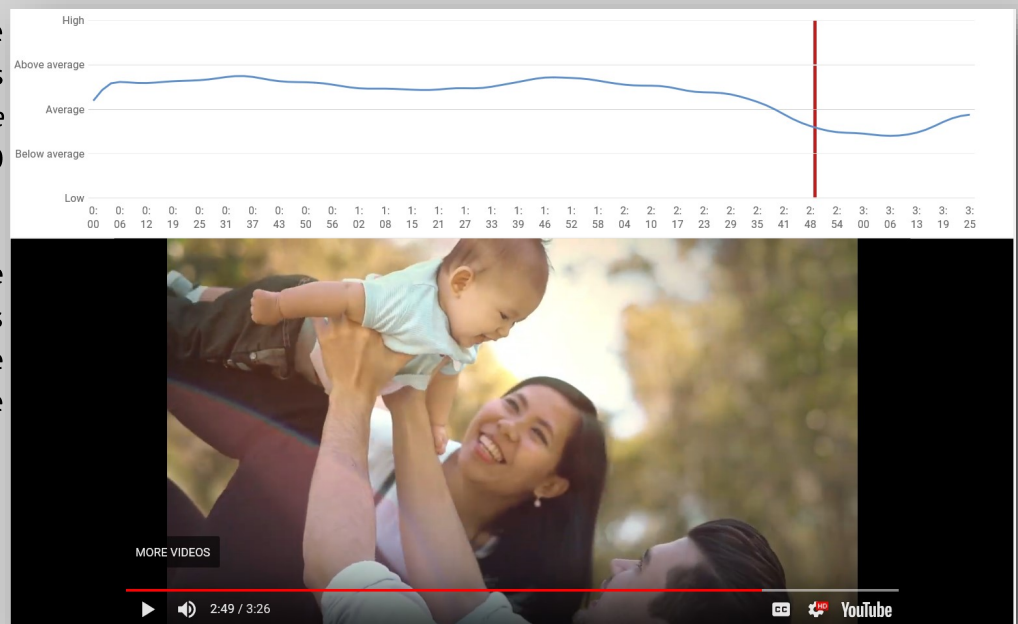 High
Above average
Average
Below average
Low
0: 0: 0: 0: 0: 0: 0: 0: 0: 1: 1: 1: 1: 1: 1: 1: 1: 1: 1: 2: 2: 2: 2: 2: 2: 2: 2: 2: 3: 3: 3: 3: 3:
00 06 12 19 25 31 37 43 50 56 02 08 15 21 27 33 39 46 52 58 04 10 17 23 29 35 41 48 54 00 06 13 19 25
MORE VIDEOS
2:49 / 3:26
CC
HD
YouTube